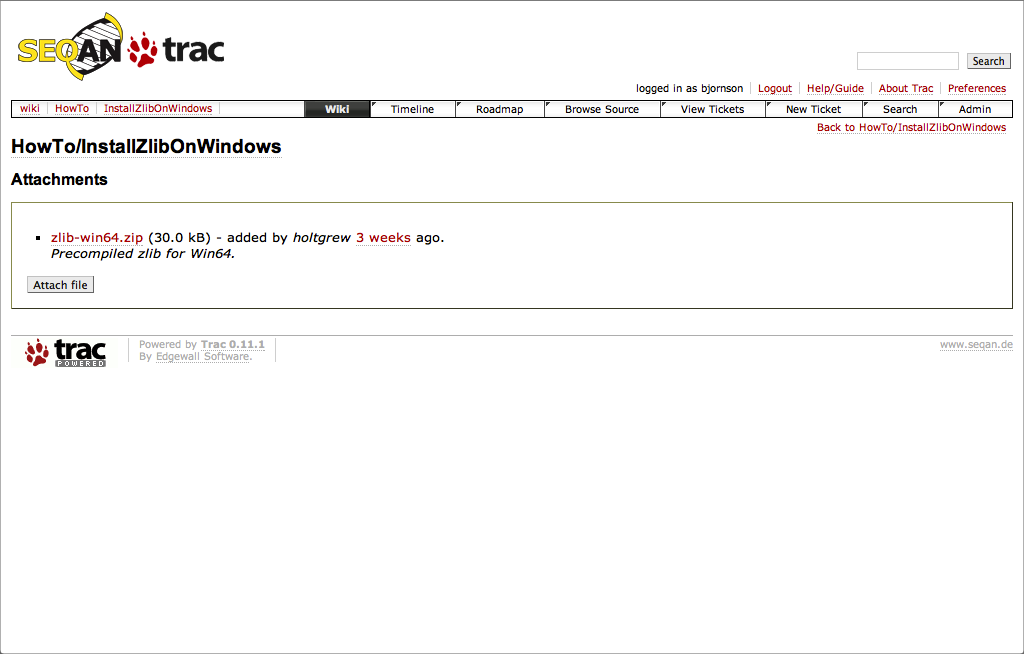 SEQAN trac
Search
logged in as bjornson Logout Help/Guide About Trac Preferences
wiki HowTo InstallZlibOnWindows Wiki Timeline Roadmap Browse Source View Tickets New Ticket Search Admin
Back to HowTo/InstallZlibOnWindows
HowTo/InstallZlibOnWindows
Attachments
zlib-win64.zip (30.0 kB) - added by holtgrew 3 weeks ago.
Precompiled zlib for Win64.
Attach file
trac POWERED
Powered by Trac 0.11.1
By Edgewall Software.
www.seqan.de